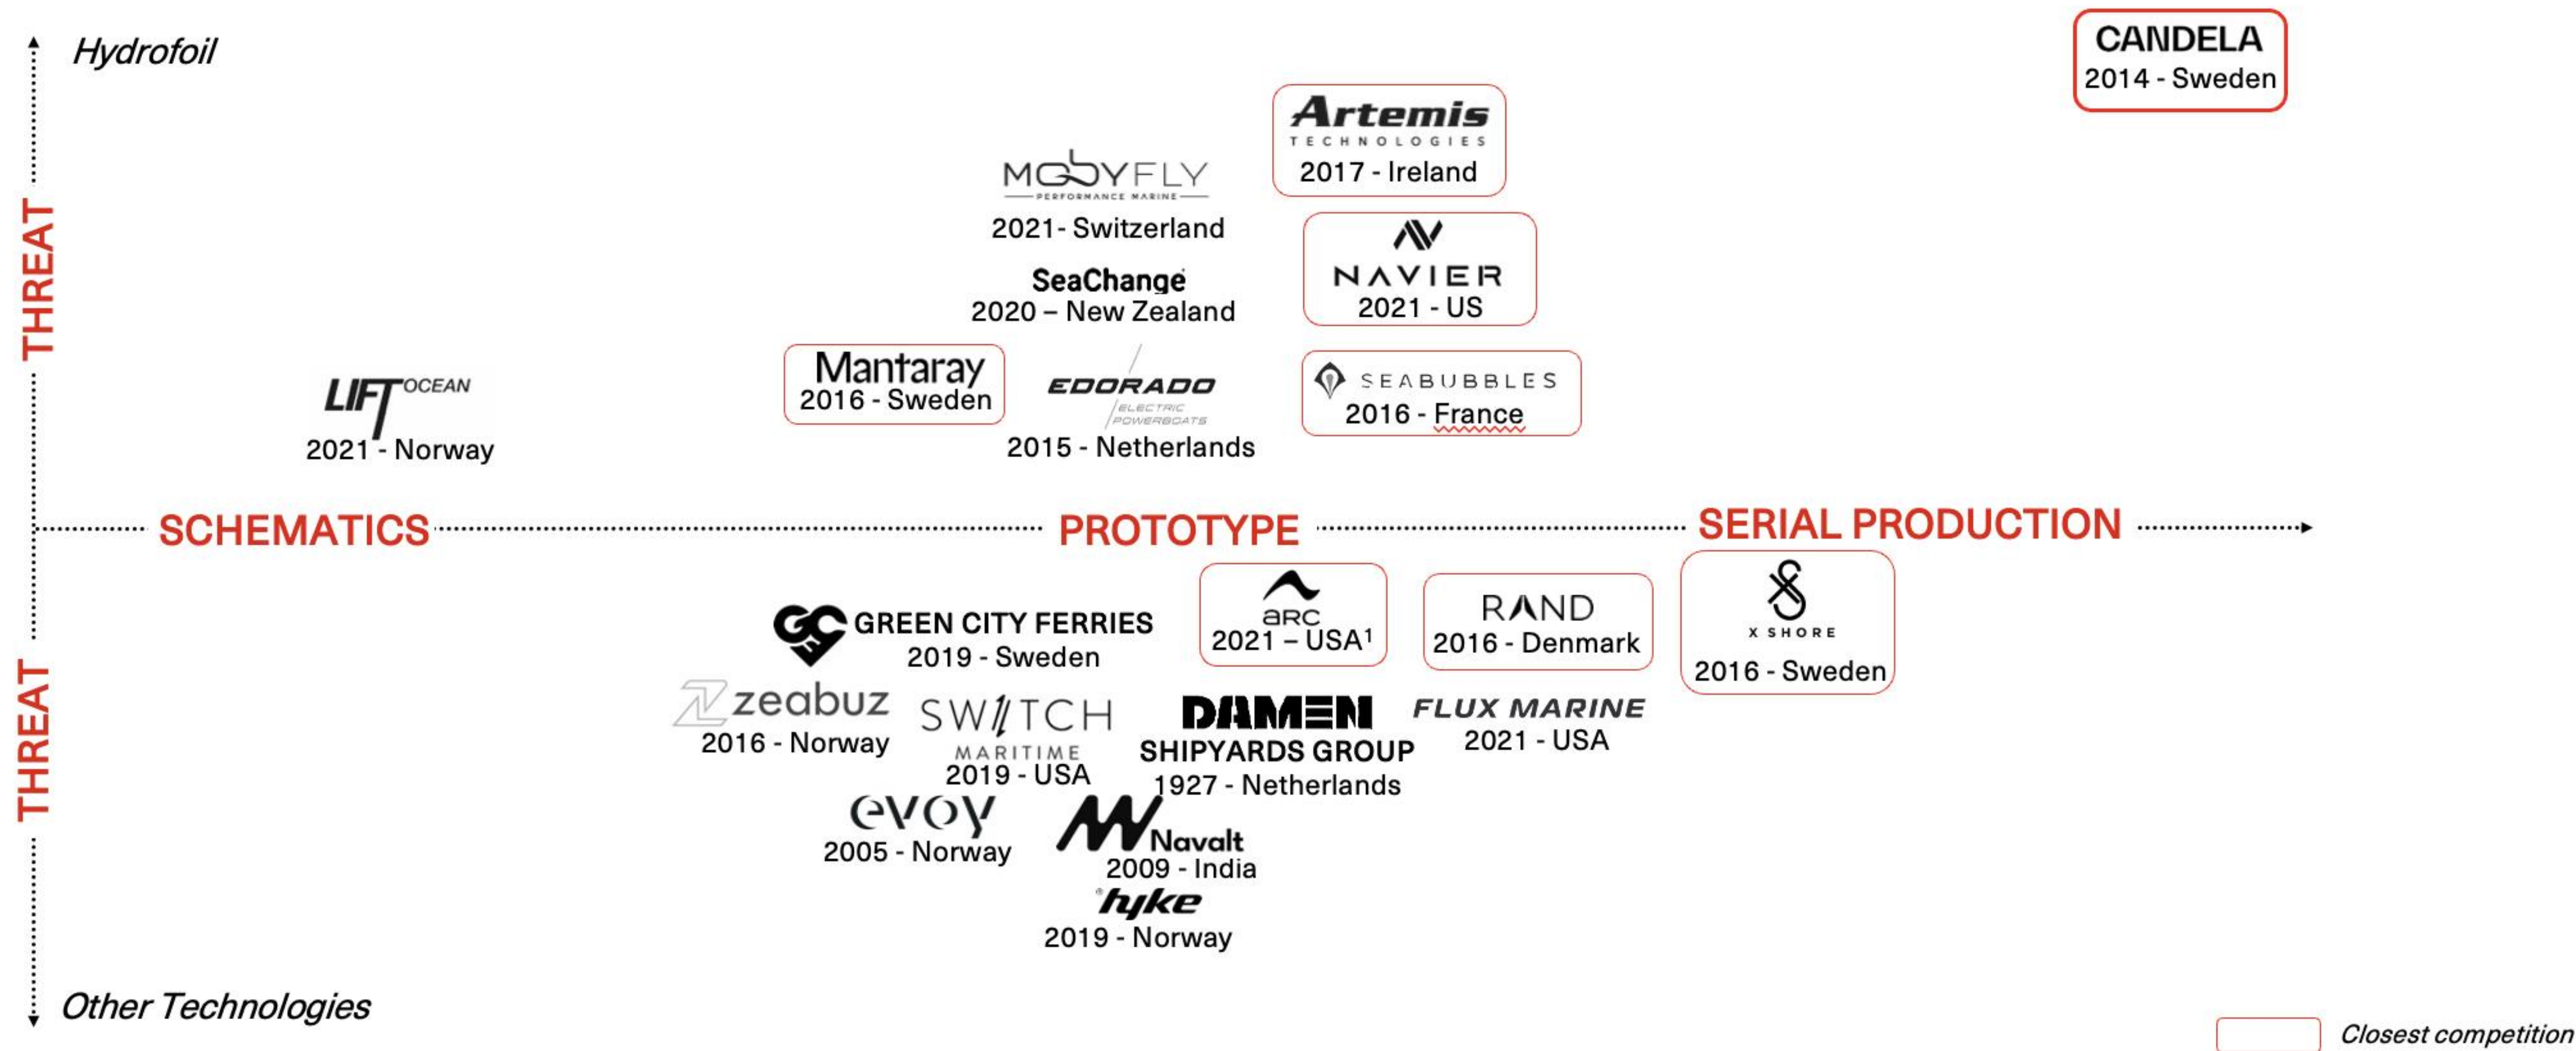 Hydrofoil
CANDELA
2014 - Sweden
Artemis
TECHNOLOGIES
2017 - Ireland
MOBYFLY
PERFORMANCE MARINE
2021- Switzerland
NAVIER
2021 - US
SeaChange
2020 – New Zealand
THREAT
Mantaray
2016 - Sweden
EDORADO
ELECTRIC
POWERBOATS
2015 - Netherlands
SEABUBBLES
2016 - France
LIFT OCEAN
2021 - Norway
SCHEMATICS
PROTOTYPE
SERIAL PRODUCTION
THREAT
GREEN CITY FERRIES
2019 - Sweden
ARC
2021 – USA¹
RAND
2016 - Denmark
X SHORE
2016 - Sweden
zeabuz
2016 - Norway
SWITCH
MARITIME
2019 - USA
DAMEN
SHIPYARDS GROUP
1927 - Netherlands
FLUX MARINE
2021 - USA
evoy
2005 - Norway
Navalt
2009 - India
hyke
2019 - Norway
Other Technologies
Closest competition